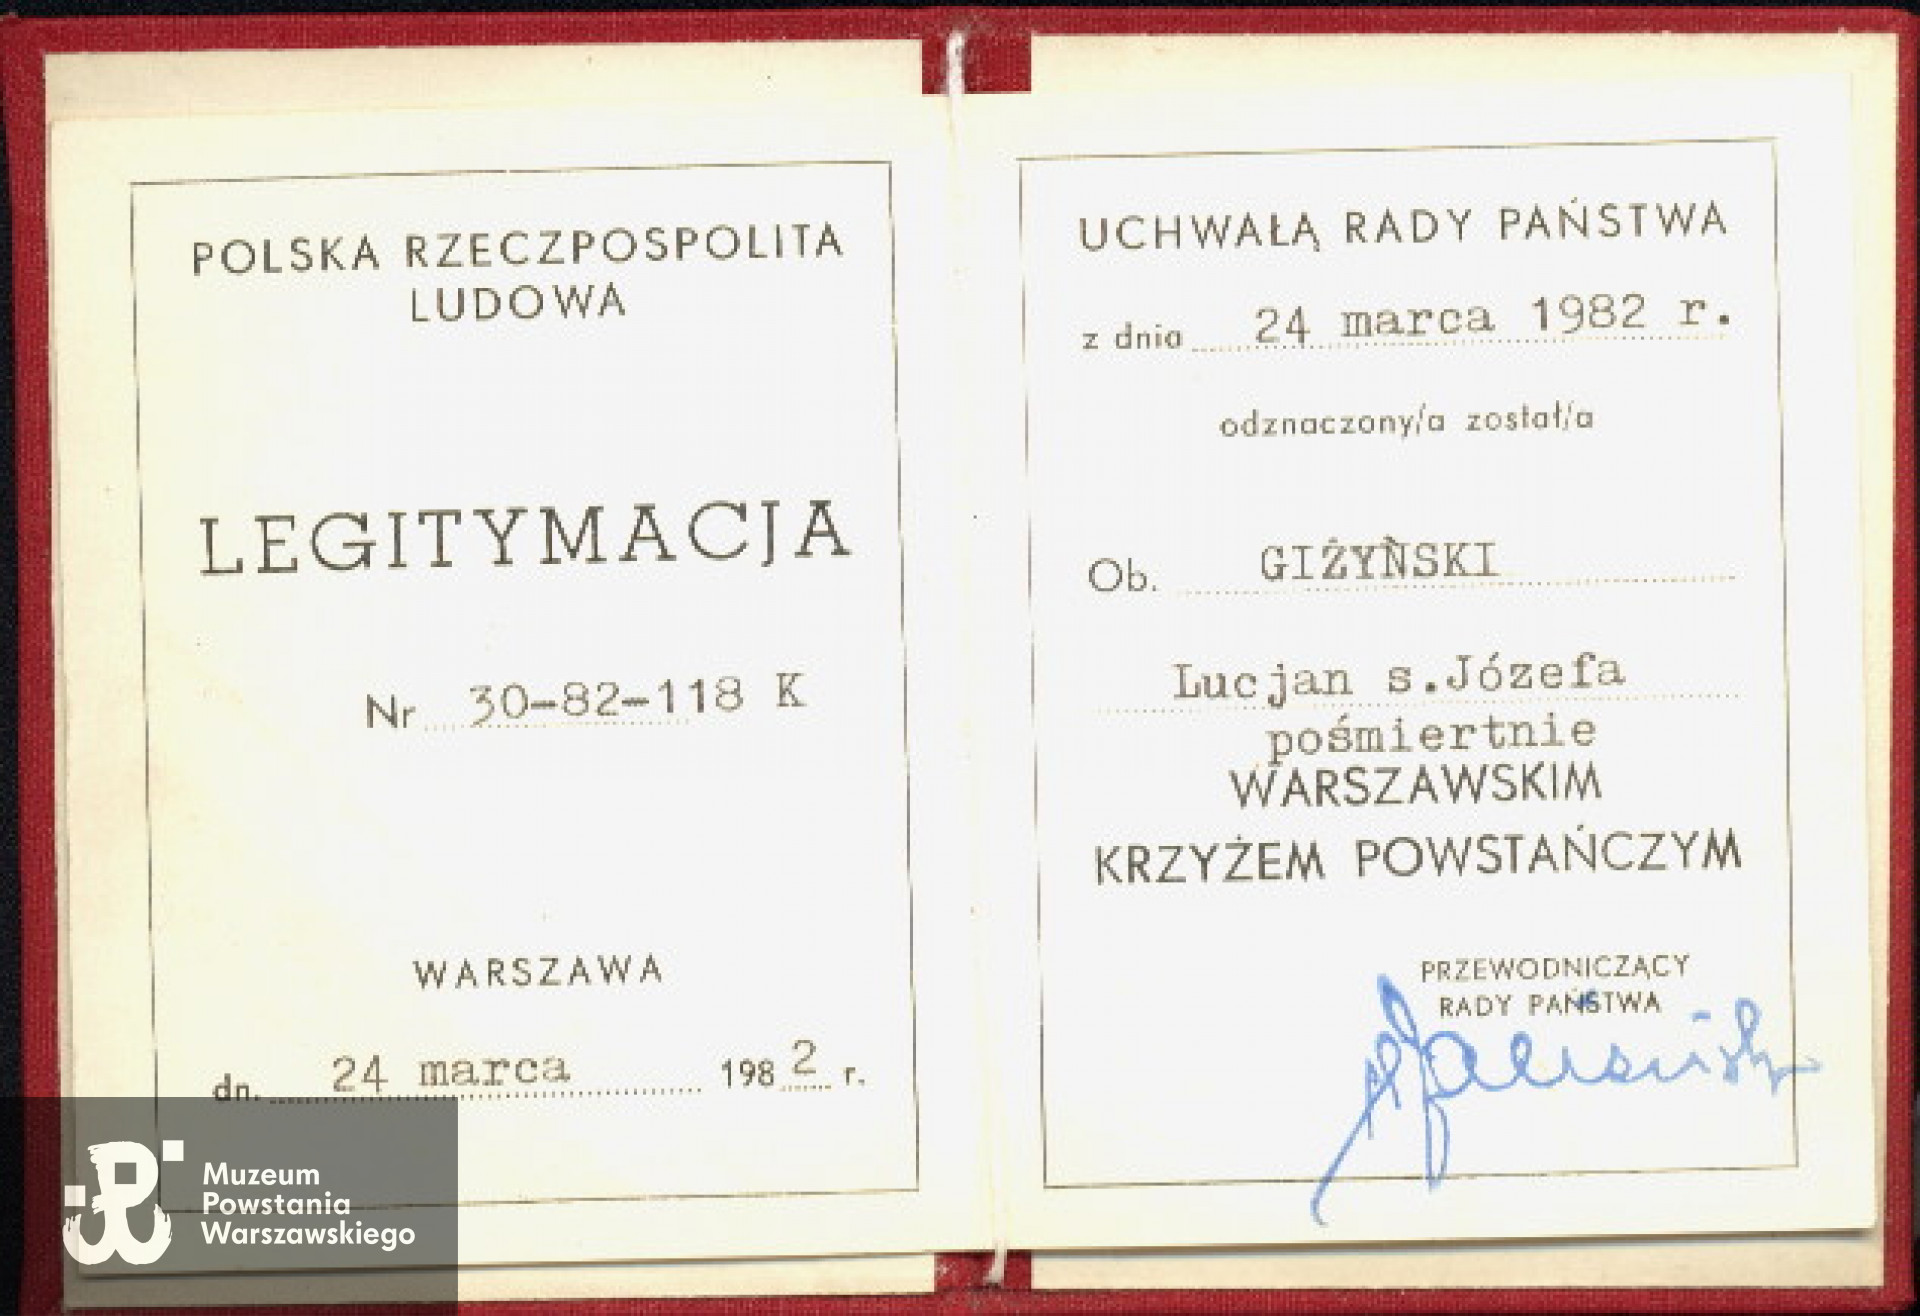 POLSKA RZECZPOSPOLITA
LUDOWA
LEGITYMACJA
Nr 30-82-118 K
WARSZAWA
dn. 24 marca 1982 r.
UCHWAŁĄ RADY PAŃSTWA
z dnia 24 marca 1982 r.
odznaczony/a został/a
Ob. GIŻYŃSKI
Lucjan s.Józefa
pośmiertnie
WARSZAWSKIM
KRZYŻEM POWSTAŃCZYM
PRZEWODNICZĄCY
RADY PAŃSTWA
Muzeum
Powstania
Warszawskiego